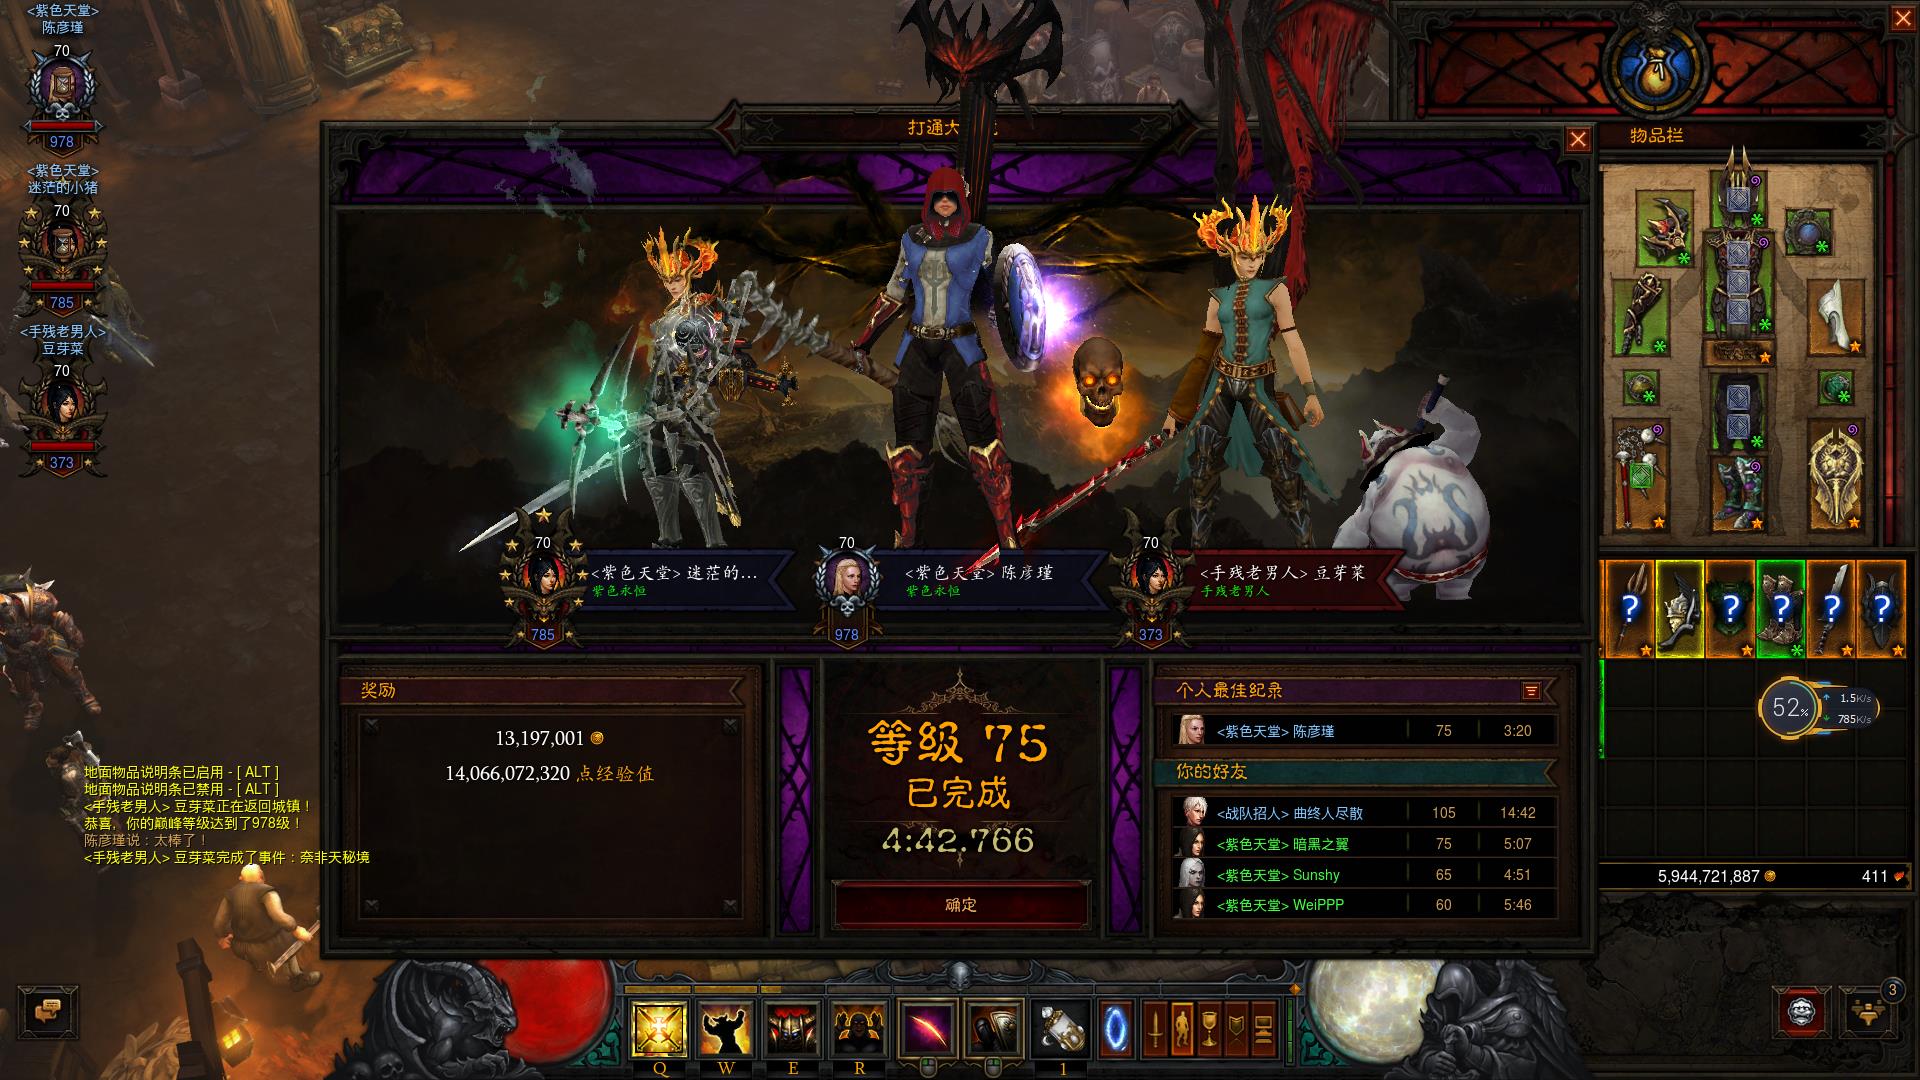 <紫色天堂>
陈彦瑾
70
978
<紫色天堂>
迷茫的小猪
70
785
<手残老男人>
豆芽菜
70
373
打通大
物品栏
70
<紫色天堂> 迷茫的...
紫色永恒
785
70
<紫色天堂> 陈彦瑾
紫色永恒
978
70
<手残老男人> 豆芽菜
手残老男人
373
奖励
13,197,001
14,066,072,320 点经验值
等级 75
已完成
4:42.766
确定
个人最佳纪录
<紫色天堂> 陈彦瑾 75 3:20
你的好友
<战队招人> 曲终人尽散 105 14:42
<紫色天堂> 暗黑之翼 75 5:07
<紫色天堂> Sunshy 65 4:51
<紫色天堂> WeiPPP 60 5:46
? ? ? ? ?
52%
1.5K/s
785K/s
5,944,721,887
411
地面物品说明条已启用 - [ ALT ]
地面物品说明条已禁用 - [ ALT ]
<手残老男人> 豆芽菜正在返回城镇！
恭喜，你的巅峰等级达到了978级！
陈彦瑾说：太棒了！
<手残老男人> 豆芽菜完成了事件：奈非天秘境
Q W E R 1
3